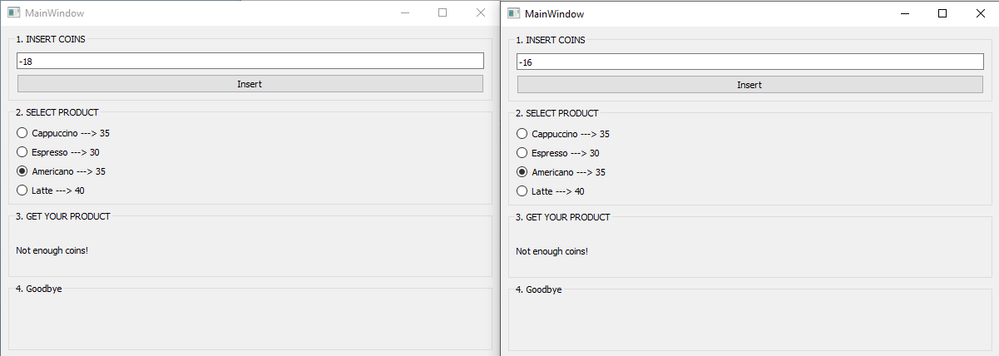 MainWindow
1. INSERT COINS
-18
Insert
2. SELECT PRODUCT
Cappuccino ---> 35
Espresso ---> 30
Americano ---> 35
Latte ---> 40
3. GET YOUR PRODUCT
Not enough coins!
4. Goodbye
MainWindow
1. INSERT COINS
-16
Insert
2. SELECT PRODUCT
Cappuccino ---> 35
Espresso ---> 30
Americano ---> 35
Latte ---> 40
3. GET YOUR PRODUCT
Not enough coins!
4. Goodbye